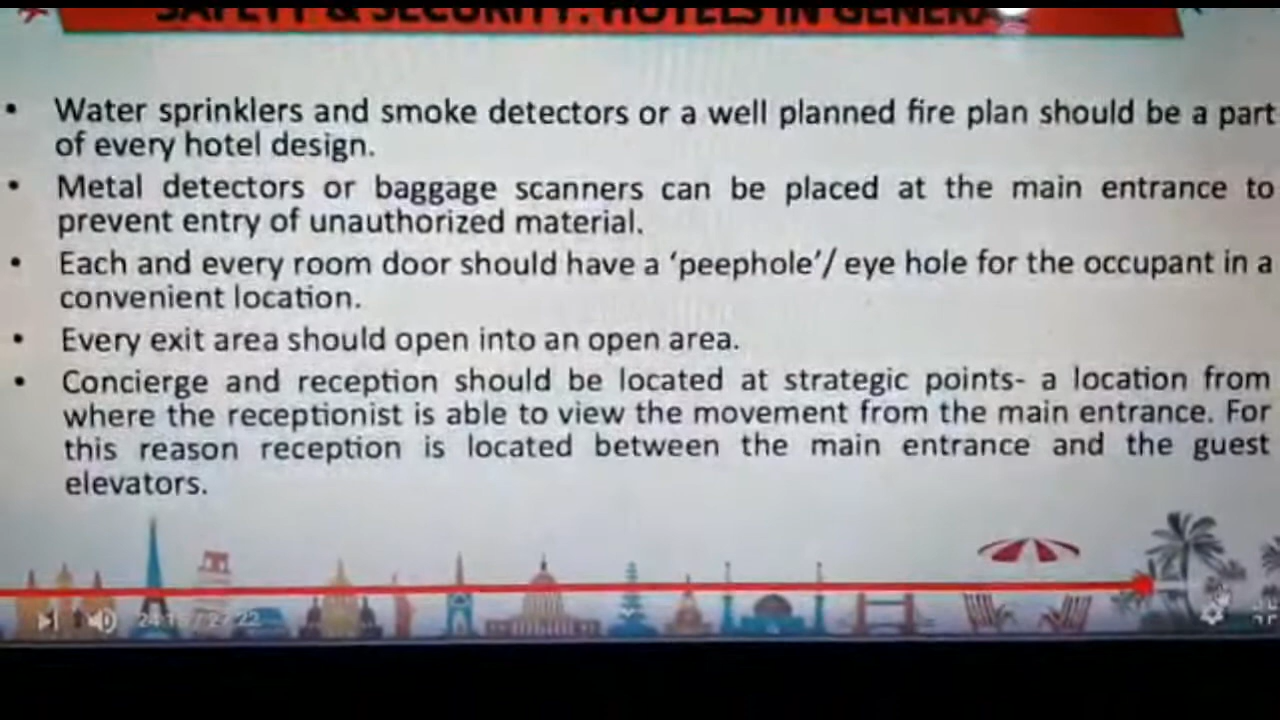 SAFETY & SECURITY: HOTELS IN GENERAL
• Water sprinklers and smoke detectors or a well planned fire plan should be a part
of every hotel design.
• Metal detectors or baggage scanners can be placed at the main entrance to
prevent entry of unauthorized material.
• Each and every room door should have a ‘peephole’/ eye hole for the occupant in a
convenient location.
• Every exit area should open into an open area.
• Concierge and reception should be located at strategic points- a location from
where the receptionist is able to view the movement from the main entrance. For
this reason reception is located between the main entrance and the guest
elevators.